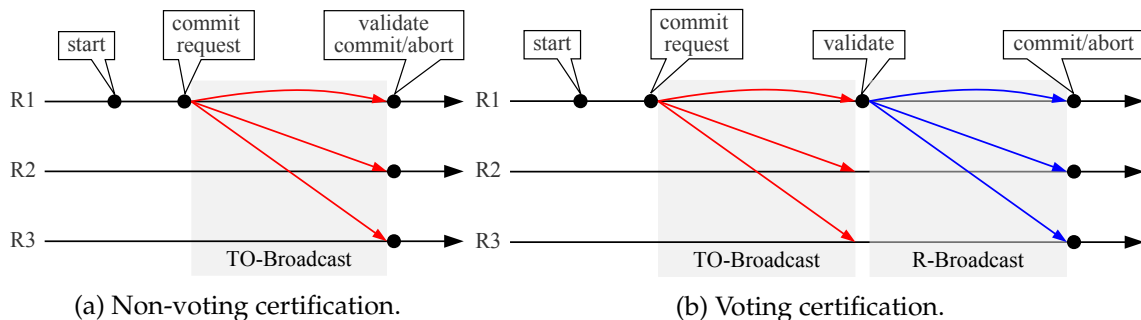 start
commit
request
validate
commit/abort
R1
R2
R3
TO-Broadcast
(a) Non-voting certification.
start
commit
request
validate
commit/abort
R1
R2
R3
TO-Broadcast
R-Broadcast
(b) Voting certification.